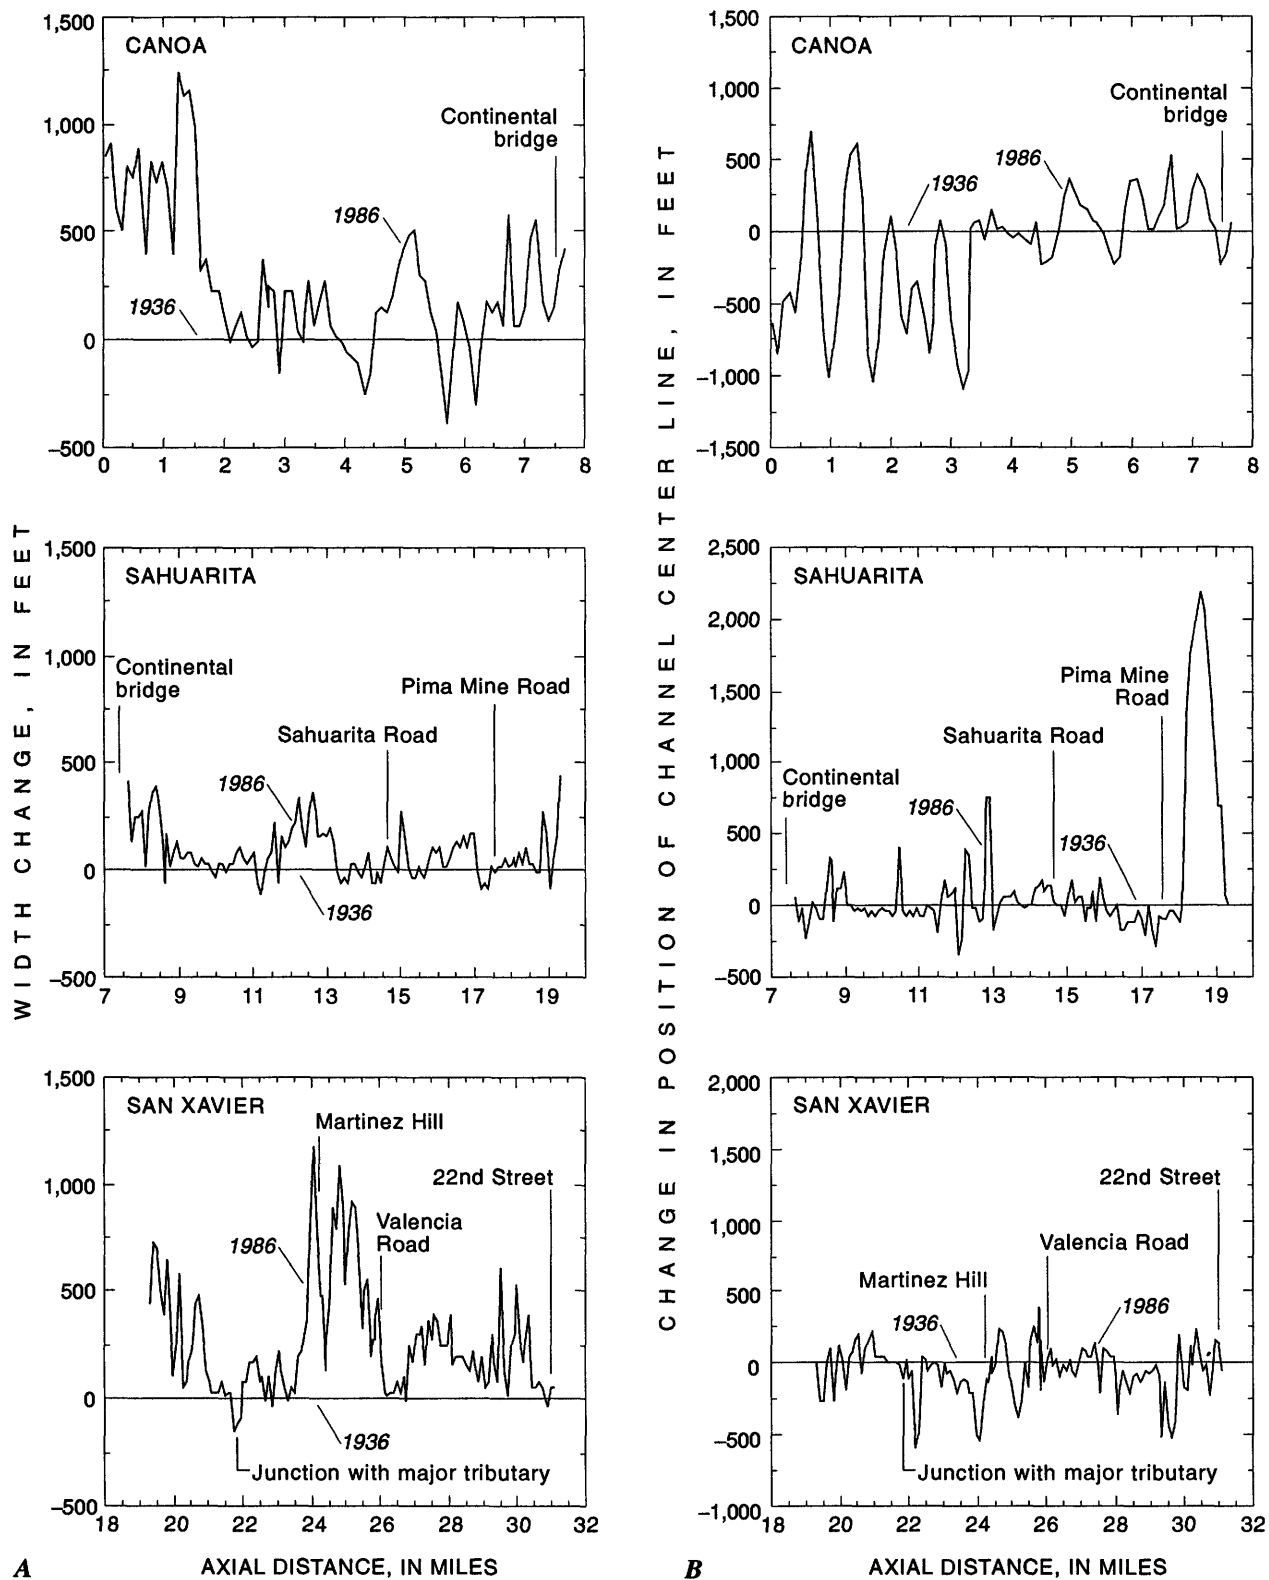 WIDTH CHANGE, IN FEET
1,500
1,000
500
0
−500
CANOA
Continental
bridge
1986
1936
0 1 2 3 4 5 6 7 8
1,500
1,000
500
0
−500
SAHUARITA
Continental
bridge
Pima Mine Road
Sahuarita Road
1986
1936
7 9 11 13 15 17 19
1,500
1,000
500
0
−500
SAN XAVIER
Martinez Hill
22nd Street
Valencia
Road
1986
1936
Junction with major tributary
18 20 22 24 26 28 30 32
A
AXIAL DISTANCE, IN MILES
CHANGE IN POSITION OF CHANNEL CENTER LINE, IN FEET
1,500
1,000
500
0
−500
−1,000
−1,500
CANOA
Continental
bridge
1986
1936
0 1 2 3 4 5 6 7 8
2,500
2,000
1,500
1,000
500
0
−500
SAHUARITA
Pima Mine
Road
Sahuarita Road
Continental
bridge
1986
1936
7 9 11 13 15 17 19
2,000
1,500
1,000
500
0
−500
−1,000
SAN XAVIER
22nd Street
Valencia Road
Martinez Hill
1986
1936
Junction with major tributary
18 20 22 24 26 28 30 32
B
AXIAL DISTANCE, IN MILES